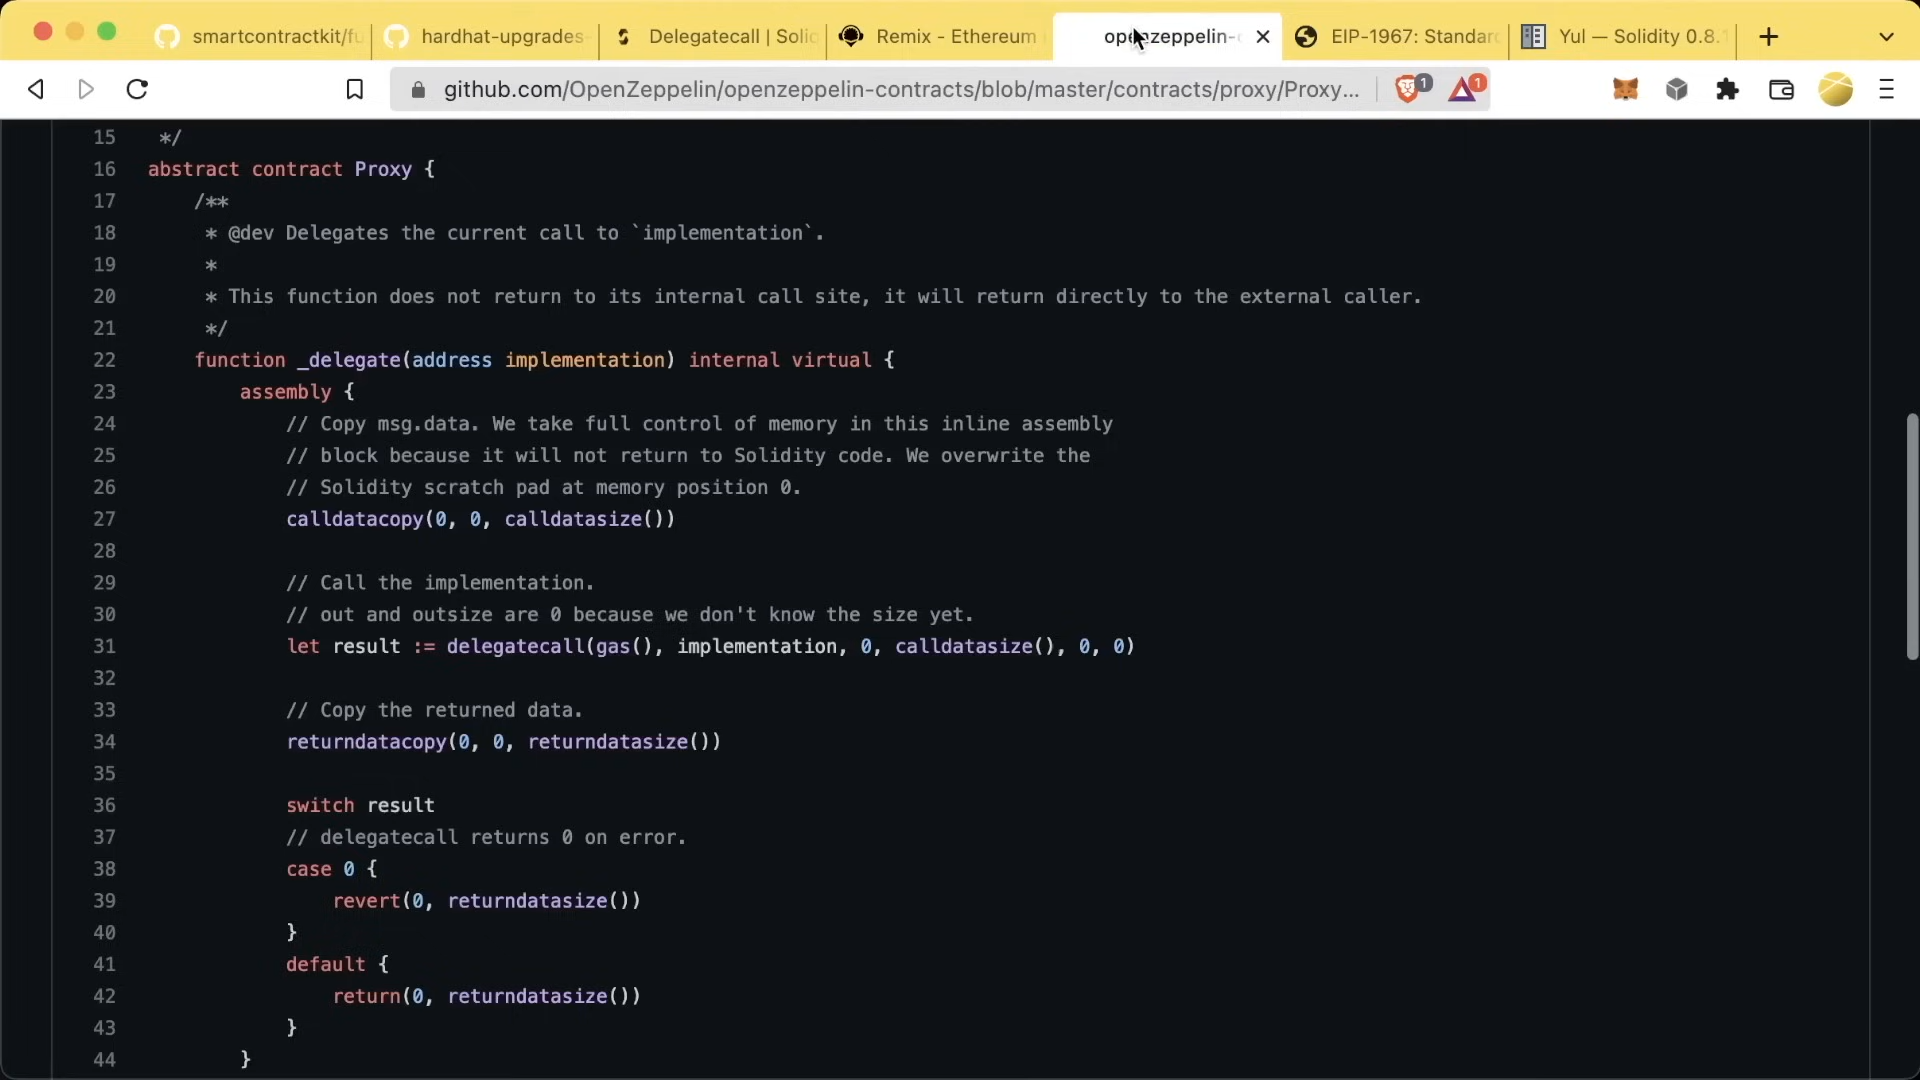 smartcontractkit/fu
hardhat-upgrades-
Delegatecall | Soli
Remix - Ethereum
openzeppelin-
EIP-1967: Standard
Yul — Solidity 0.8.1
github.com/OpenZeppelin/openzeppelin-contracts/blob/master/contracts/proxy/Proxy...
1
1
15 */
16 abstract contract Proxy {
17 /**
18 * @dev Delegates the current call to `implementation`.
19 *
20 * This function does not return to its internal call site, it will return directly to the external caller.
21 */
22 function _delegate(address implementation) internal virtual {
23 assembly {
24 // Copy msg.data. We take full control of memory in this inline assembly
25 // block because it will not return to Solidity code. We overwrite the
26 // Solidity scratch pad at memory position 0.
27 calldatacopy(0, 0, calldatasize())
28
29 // Call the implementation.
30 // out and outsize are 0 because we don't know the size yet.
31 let result := delegatecall(gas(), implementation, 0, calldatasize(), 0, 0)
32
33 // Copy the returned data.
34 returndatacopy(0, 0, returndatasize())
35
36 switch result
37 // delegatecall returns 0 on error.
38 case 0 {
39 revert(0, returndatasize())
40 }
41 default {
42 return(0, returndatasize())
43 }
44 }